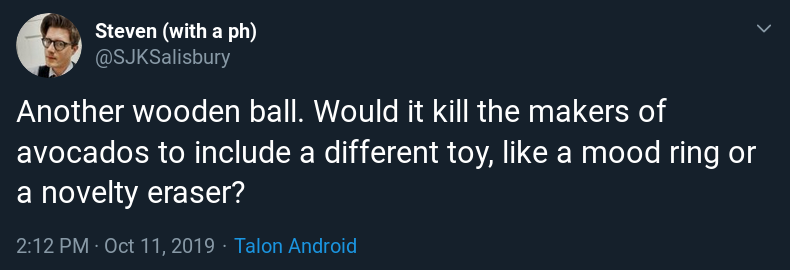 Steven (with a ph)
@SJKSalisbury
Another wooden ball. Would it kill the makers of
avocados to include a different toy, like a mood ring or
a novelty eraser?
2:12 PM · Oct 11, 2019 · Talon Android